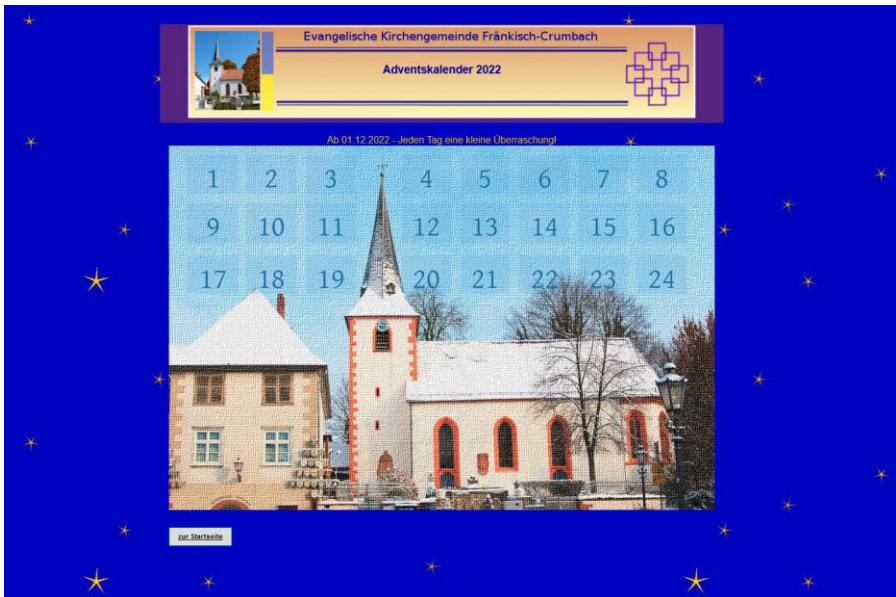 Evangelische Kirchengemeinde Fränkisch-Crumbach
Adventskalender 2022
Ab 01.12.2022 - Jeden Tag eine kleine Überraschung!
1 2 3 4 5 6 7 8
9 10 11 12 13 14 15 16
17 18 19 20 21 22 23 24
zur Startseite